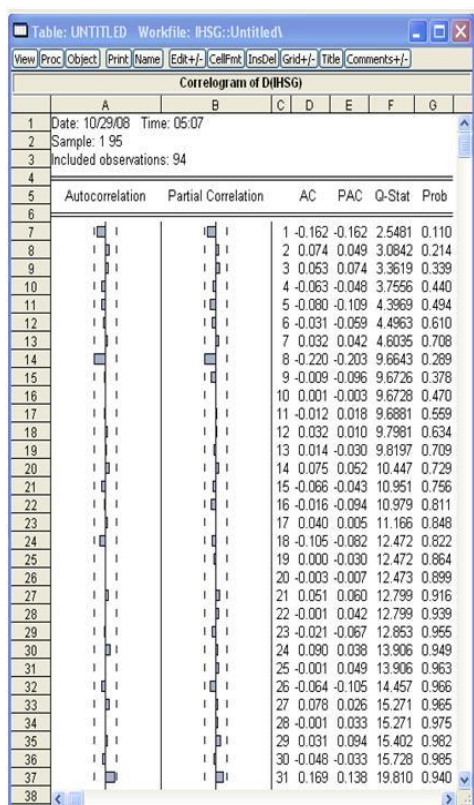 Table: UNTITLED Workfile: IHSG::Untitled\
View Proc Object Print Name Edit+/- CellFmt InsDel Grid+/- Title Comments+/-
Correlogram of D(IHSG)
A B C D E F G
1 Date: 10/29/08 Time: 05:07
2 Sample: 1 95
3 Included observations: 94
4
5 Autocorrelation Partial Correlation AC PAC Q-Stat Prob
6
7 1 -0.162 -0.162 2.5481 0.110
8 2 0.074 0.049 3.0842 0.214
9 3 0.053 0.074 3.3619 0.339
10 4 -0.063 -0.048 3.7556 0.440
11 5 -0.080 -0.109 4.3969 0.494
12 6 -0.031 -0.059 4.4963 0.610
13 7 0.032 0.042 4.6035 0.708
14 8 -0.220 -0.203 9.6643 0.289
15 9 -0.009 -0.096 9.6726 0.378
16 10 0.001 -0.003 9.6728 0.470
17 11 -0.012 0.018 9.6881 0.559
18 12 0.032 0.010 9.7981 0.634
19 13 0.014 -0.030 9.8197 0.709
20 14 0.075 0.052 10.447 0.729
21 15 -0.066 -0.043 10.951 0.756
22 16 -0.016 -0.094 10.979 0.811
23 17 0.040 0.005 11.166 0.848
24 18 -0.105 -0.082 12.472 0.822
25 19 0.000 -0.030 12.472 0.864
26 20 -0.003 -0.007 12.473 0.899
27 21 0.051 0.060 12.799 0.916
28 22 -0.001 0.042 12.799 0.939
29 23 -0.021 -0.067 12.853 0.955
30 24 0.090 0.038 13.906 0.949
31 25 -0.001 0.049 13.906 0.963
32 26 -0.064 -0.105 14.457 0.966
33 27 0.078 0.026 15.271 0.965
34 28 -0.001 0.033 15.271 0.975
35 29 0.031 0.094 15.402 0.982
36 30 -0.048 -0.033 15.728 0.985
37 31 0.169 0.138 19.810 0.940
38